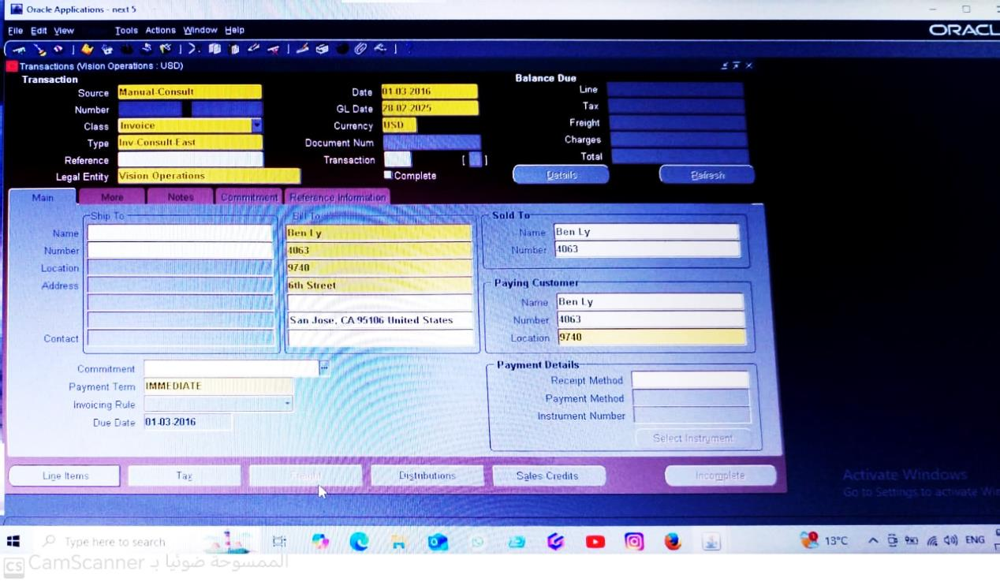 Oracle Applications - next 5
File Edit View Tools Actions Window Help
ORACL
Transactions (Vision Operations : USD)
Transaction
Source Manual-Consult
Number
Class Invoice
Type Inv-Consult-East
Reference
Legal Entity Vision Operations
Date 01-03-2016
GL Date 28-02-2025
Currency USD
Document Num
Transaction [ ]
Complete
Balance Due
Line
Tax
Freight
Charges
Total
Details Refresh
Main More Notes Commitment Reference Information
Ship To
Name
Number
Location
Address
Contact
Bill To
Ben Ly
4063
9740
6th Street
San Jose, CA 95106 United States
Sold To
Name Ben Ly
Number 4063
Paying Customer
Name Ben Ly
Number 4063
Location 9740
Commitment ...
Payment Term IMMEDIATE
Invoicing Rule
Due Date 01-03-2016
Payment Details
Receipt Method
Payment Method
Instrument Number
Select Instrument
Line Items Tax Freight Distributions Sales Credits Incomplete
Activate Windows
Go to Settings to activate Wi
Type here to search
13°C ENG
CS CamScanner الممسوحة ضوئيا بـ